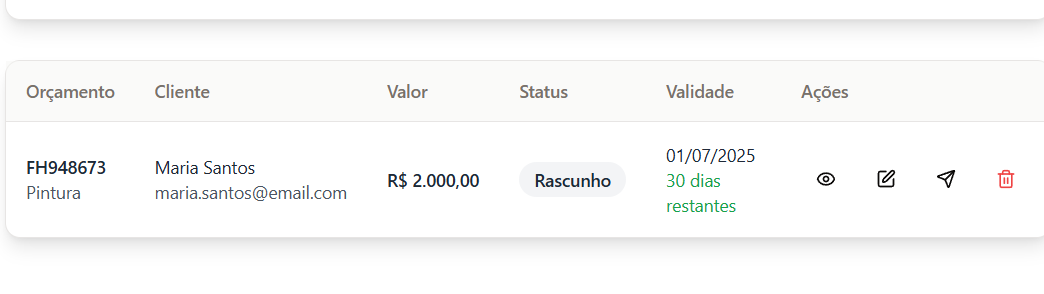 Orçamento Cliente Valor Status Validade Ações
FH948673 Maria Santos R$ 2.000,00 Rascunho 01/07/2025
Pintura maria.santos@email.com 30 dias
restantes